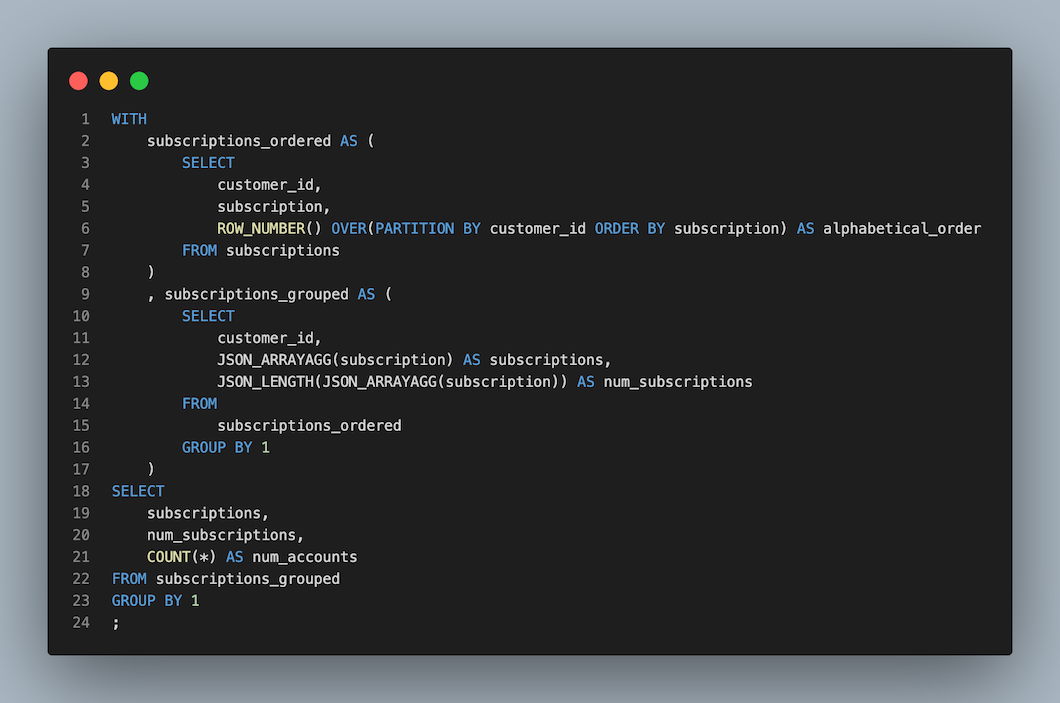 1 WITH
2     subscriptions_ordered AS (
3         SELECT
4             customer_id,
5             subscription,
6             ROW_NUMBER() OVER(PARTITION BY customer_id ORDER BY subscription) AS alphabetical_order
7         FROM subscriptions
8     )
9     , subscriptions_grouped AS (
10         SELECT
11             customer_id,
12             JSON_ARRAYAGG(subscription) AS subscriptions,
13             JSON_LENGTH(JSON_ARRAYAGG(subscription)) AS num_subscriptions
14         FROM
15             subscriptions_ordered
16         GROUP BY 1
17     )
18 SELECT
19     subscriptions,
20     num_subscriptions,
21     COUNT(*) AS num_accounts
22 FROM subscriptions_grouped
23 GROUP BY 1
24 ;